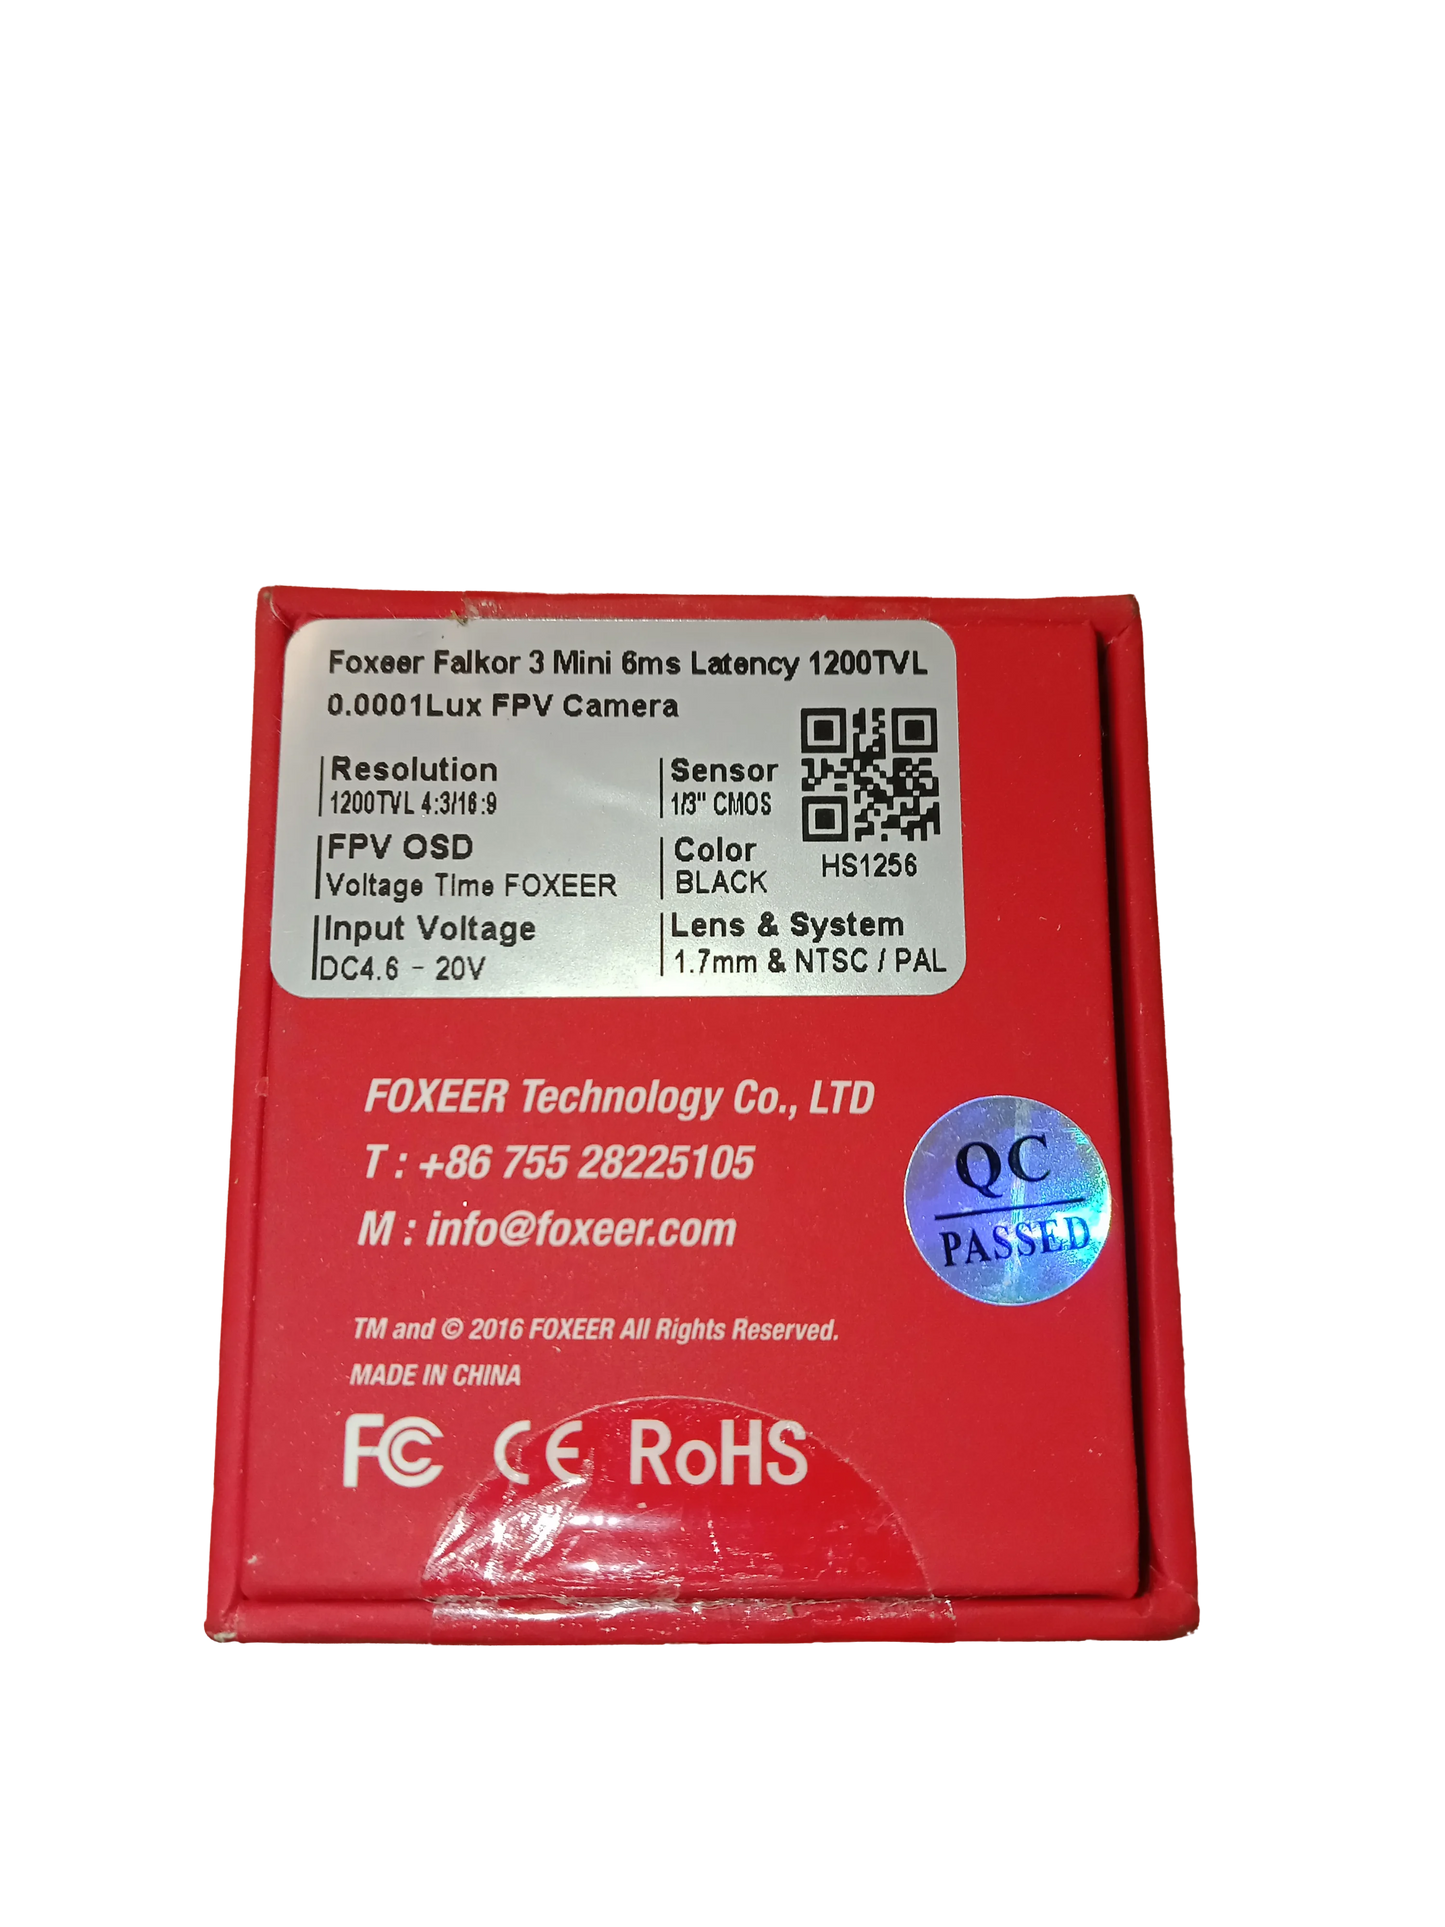 Foxeer Falkor 3 Mini 6ms Latency 1200TVL
0.0001Lux FPV Camera
Resolution
1200TVL 4:3/16:9
Sensor
1/3" CMOS
FPV OSD
Voltage Time FOXEER
Color
BLACK
HS1256
Input Voltage
DC4.6 - 20V
Lens & System
1.7mm & NTSC / PAL
FOXEER Technology Co., LTD
T : +86 755 28225105
M : info@foxeer.com
QC
PASSED
TM and © 2016 FOXEER All Rights Reserved.
MADE IN CHINA
FC CE RoHS